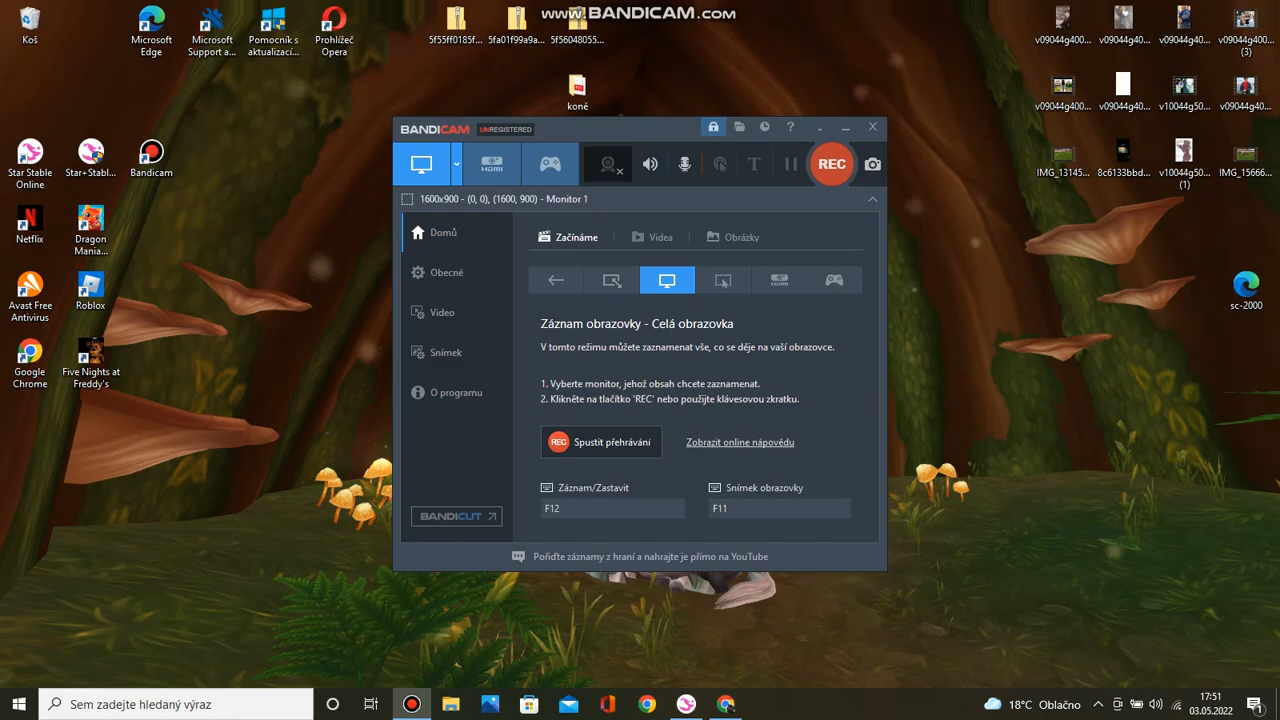 www.BANDICAM.com
Koš
Microsoft Edge
Microsoft Support a...
Pomocník s aktualizací...
Prohlížeč Opera
5f55ff0185f...
5fa01f99a9a...
5f56048055...
koně
v09044g400...
v09044g400...
v09044g400...
v09044g400... (3)
v09044g400...
v09044g400...
v10044g50...
v09044g40...
IMG_13145...
8c6133bbd...
v10044g50... (1)
IMG_15666...
sc-2000
Star Stable Online
Star+Stabl...
Bandicam
Netflix
Dragon Mania...
Avast Free Antivirus
Roblox
Google Chrome
Five Nights at Freddy's
BANDICAM UNREGISTERED
HDMI
T
REC
1600x900 - (0, 0), (1600, 900) - Monitor 1
Domů
Obecné
Video
Snímek
O programu
BANDICUT
Začínáme
Videa
Obrázky
HDMI
Záznam obrazovky - Celá obrazovka
V tomto režimu můžete zaznamenat vše, co se děje na vaší obrazovce.
1. Vyberte monitor, jehož obsah chcete zaznamenat.
2. Klikněte na tlačítko 'REC' nebo použijte klávesovou zkratku.
REC Spustit přehrávání
Zobrazit online nápovědu
Záznam/Zastavit
Snímek obrazovky
F12
F11
Pořiďte záznamy z hraní a nahrajte je přímo na YouTube
Sem zadejte hledaný výraz
18°C Oblačno
17:51
03.05.2022